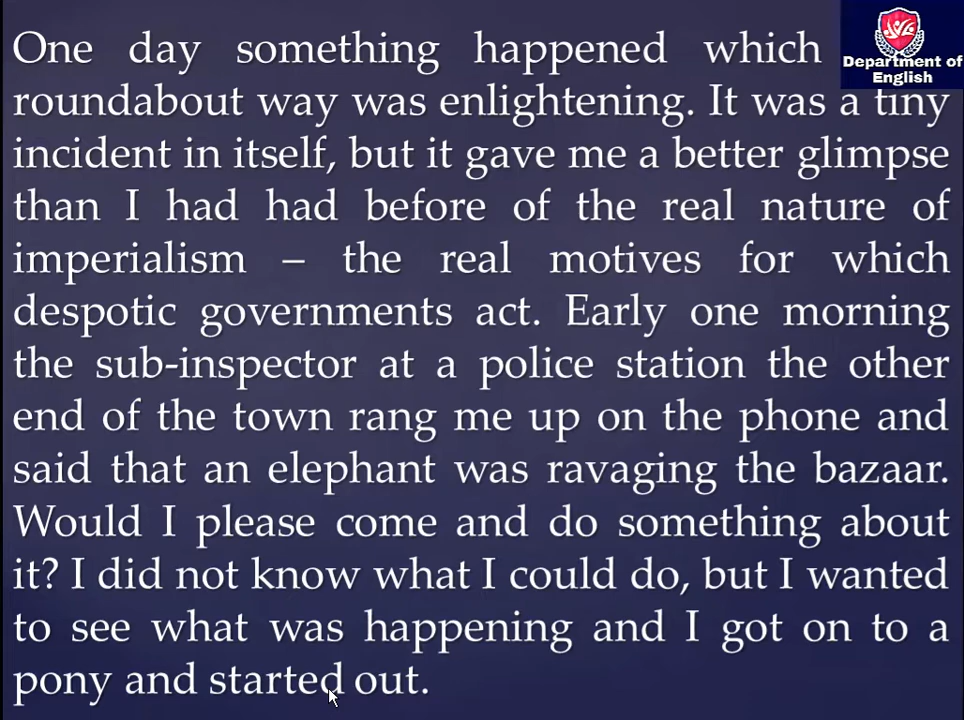 One day something happened which
roundabout way was enlightening. It was a tiny
incident in itself, but it gave me a better glimpse
than I had had before of the real nature of
imperialism – the real motives for which
despotic governments act. Early one morning
the sub-inspector at a police station the other
end of the town rang me up on the phone and
said that an elephant was ravaging the bazaar.
Would I please come and do something about
it? I did not know what I could do, but I wanted
to see what was happening and I got on to a
pony and started out.
Department of
English